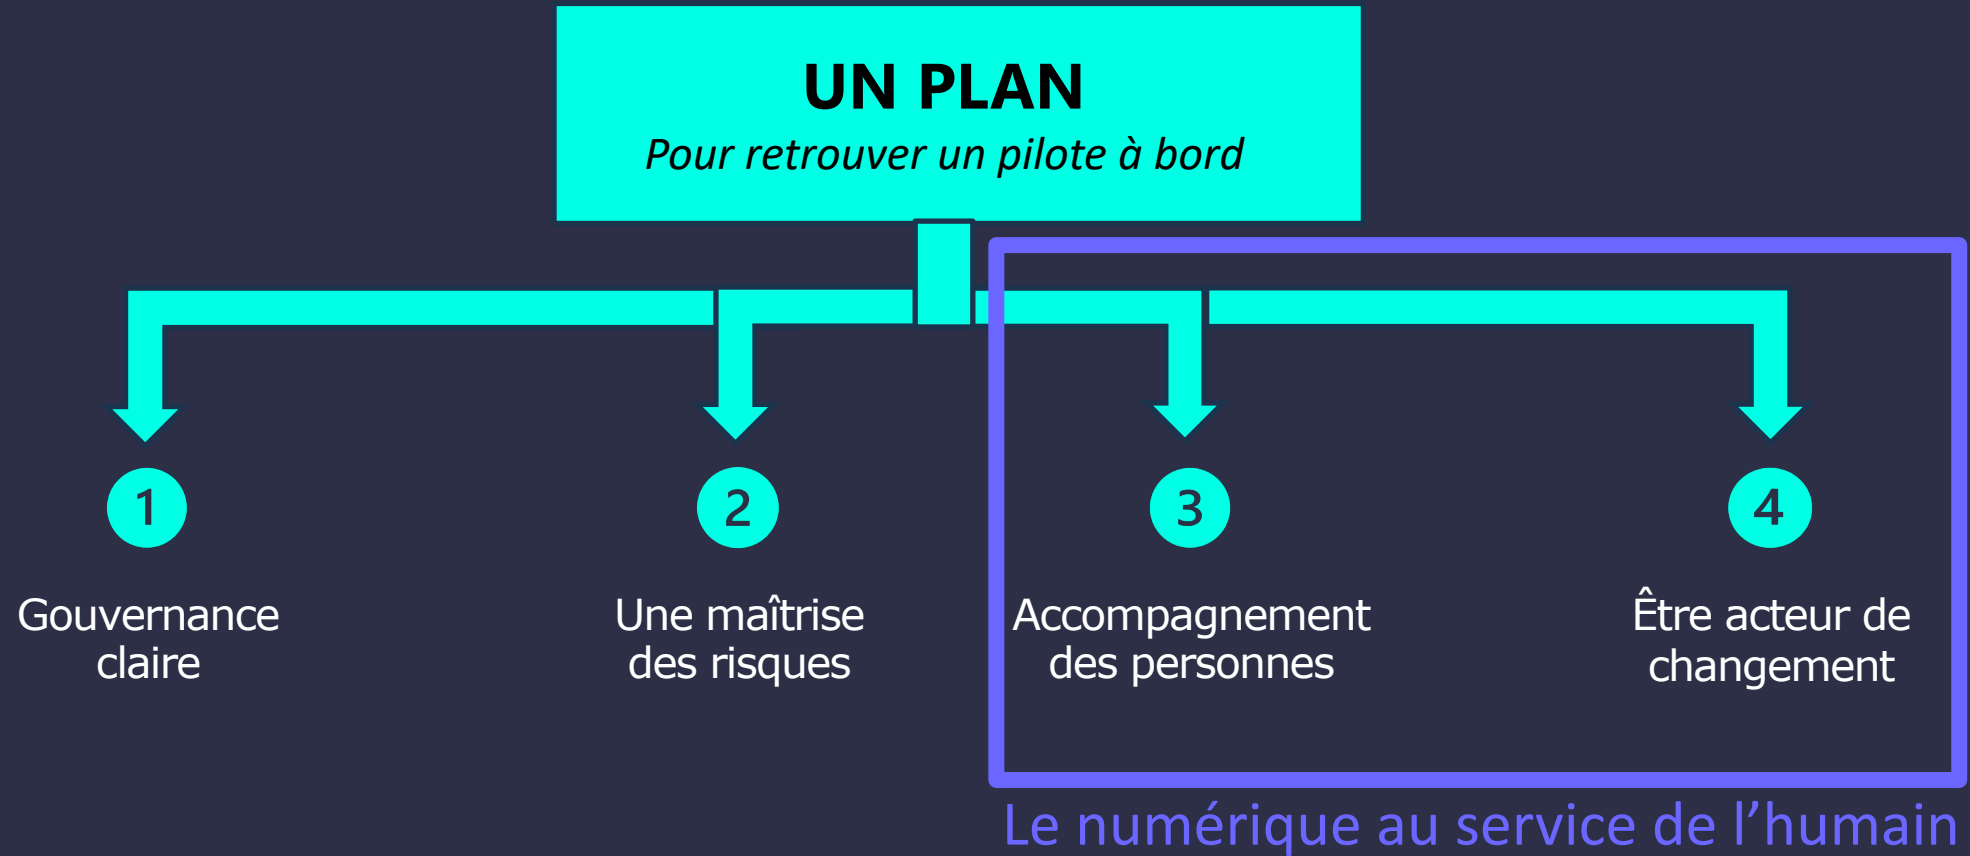 UN PLAN
Pour retrouver un pilote à bord
1
2
3
4
Gouvernance
claire
Une maîtrise
des risques
Accompagnement
des personnes
Être acteur de
changement
Le numérique au service de l’humain